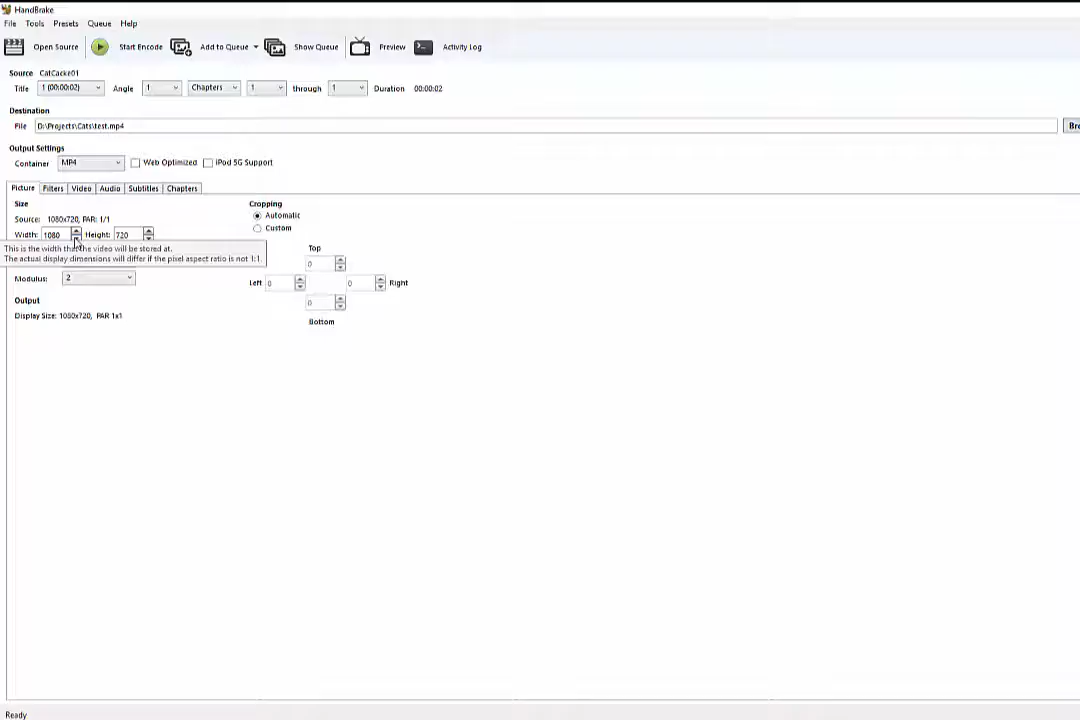 HandBrake
File Tools Presets Queue Help
Open Source Start Encode Add to Queue Show Queue Preview Activity Log
Source CatCacke01
Title 1 (00:00:02) Angle 1 Chapters 1 through 1 Duration 00:00:02
Destination
File D:\Projects\Cats\test.mp4 Bro
Output Settings
Container MP4 Web Optimized iPod 5G Support
Picture Filters Video Audio Subtitles Chapters
Size Cropping
Source: 1080x720, PAR: 1/1 Automatic
Width: 1080 Height: 720 Custom
This is the width that the video will be stored at. Top
The actual display dimensions will differ if the pixel aspect ratio is not 1:1. 0
Modulus: 2 Left 0 0 Right
Output 0
Display Size: 1080x720, PAR 1x1 Bottom
Ready